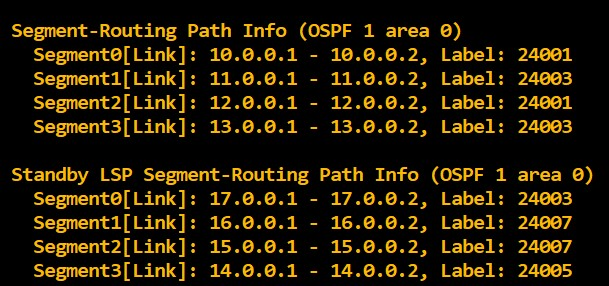 Segment-Routing Path Info (OSPF 1 area 0)
Segment0[Link]: 10.0.0.1 - 10.0.0.2, Label: 24001
Segment1[Link]: 11.0.0.1 - 11.0.0.2, Label: 24003
Segment2[Link]: 12.0.0.1 - 12.0.0.2, Label: 24001
Segment3[Link]: 13.0.0.1 - 13.0.0.2, Label: 24003
Standby LSP Segment-Routing Path Info (OSPF 1 area 0)
Segment0[Link]: 17.0.0.1 - 17.0.0.2, Label: 24003
Segment1[Link]: 16.0.0.1 - 16.0.0.2, Label: 24007
Segment2[Link]: 15.0.0.1 - 15.0.0.2, Label: 24007
Segment3[Link]: 14.0.0.1 - 14.0.0.2, Label: 24005